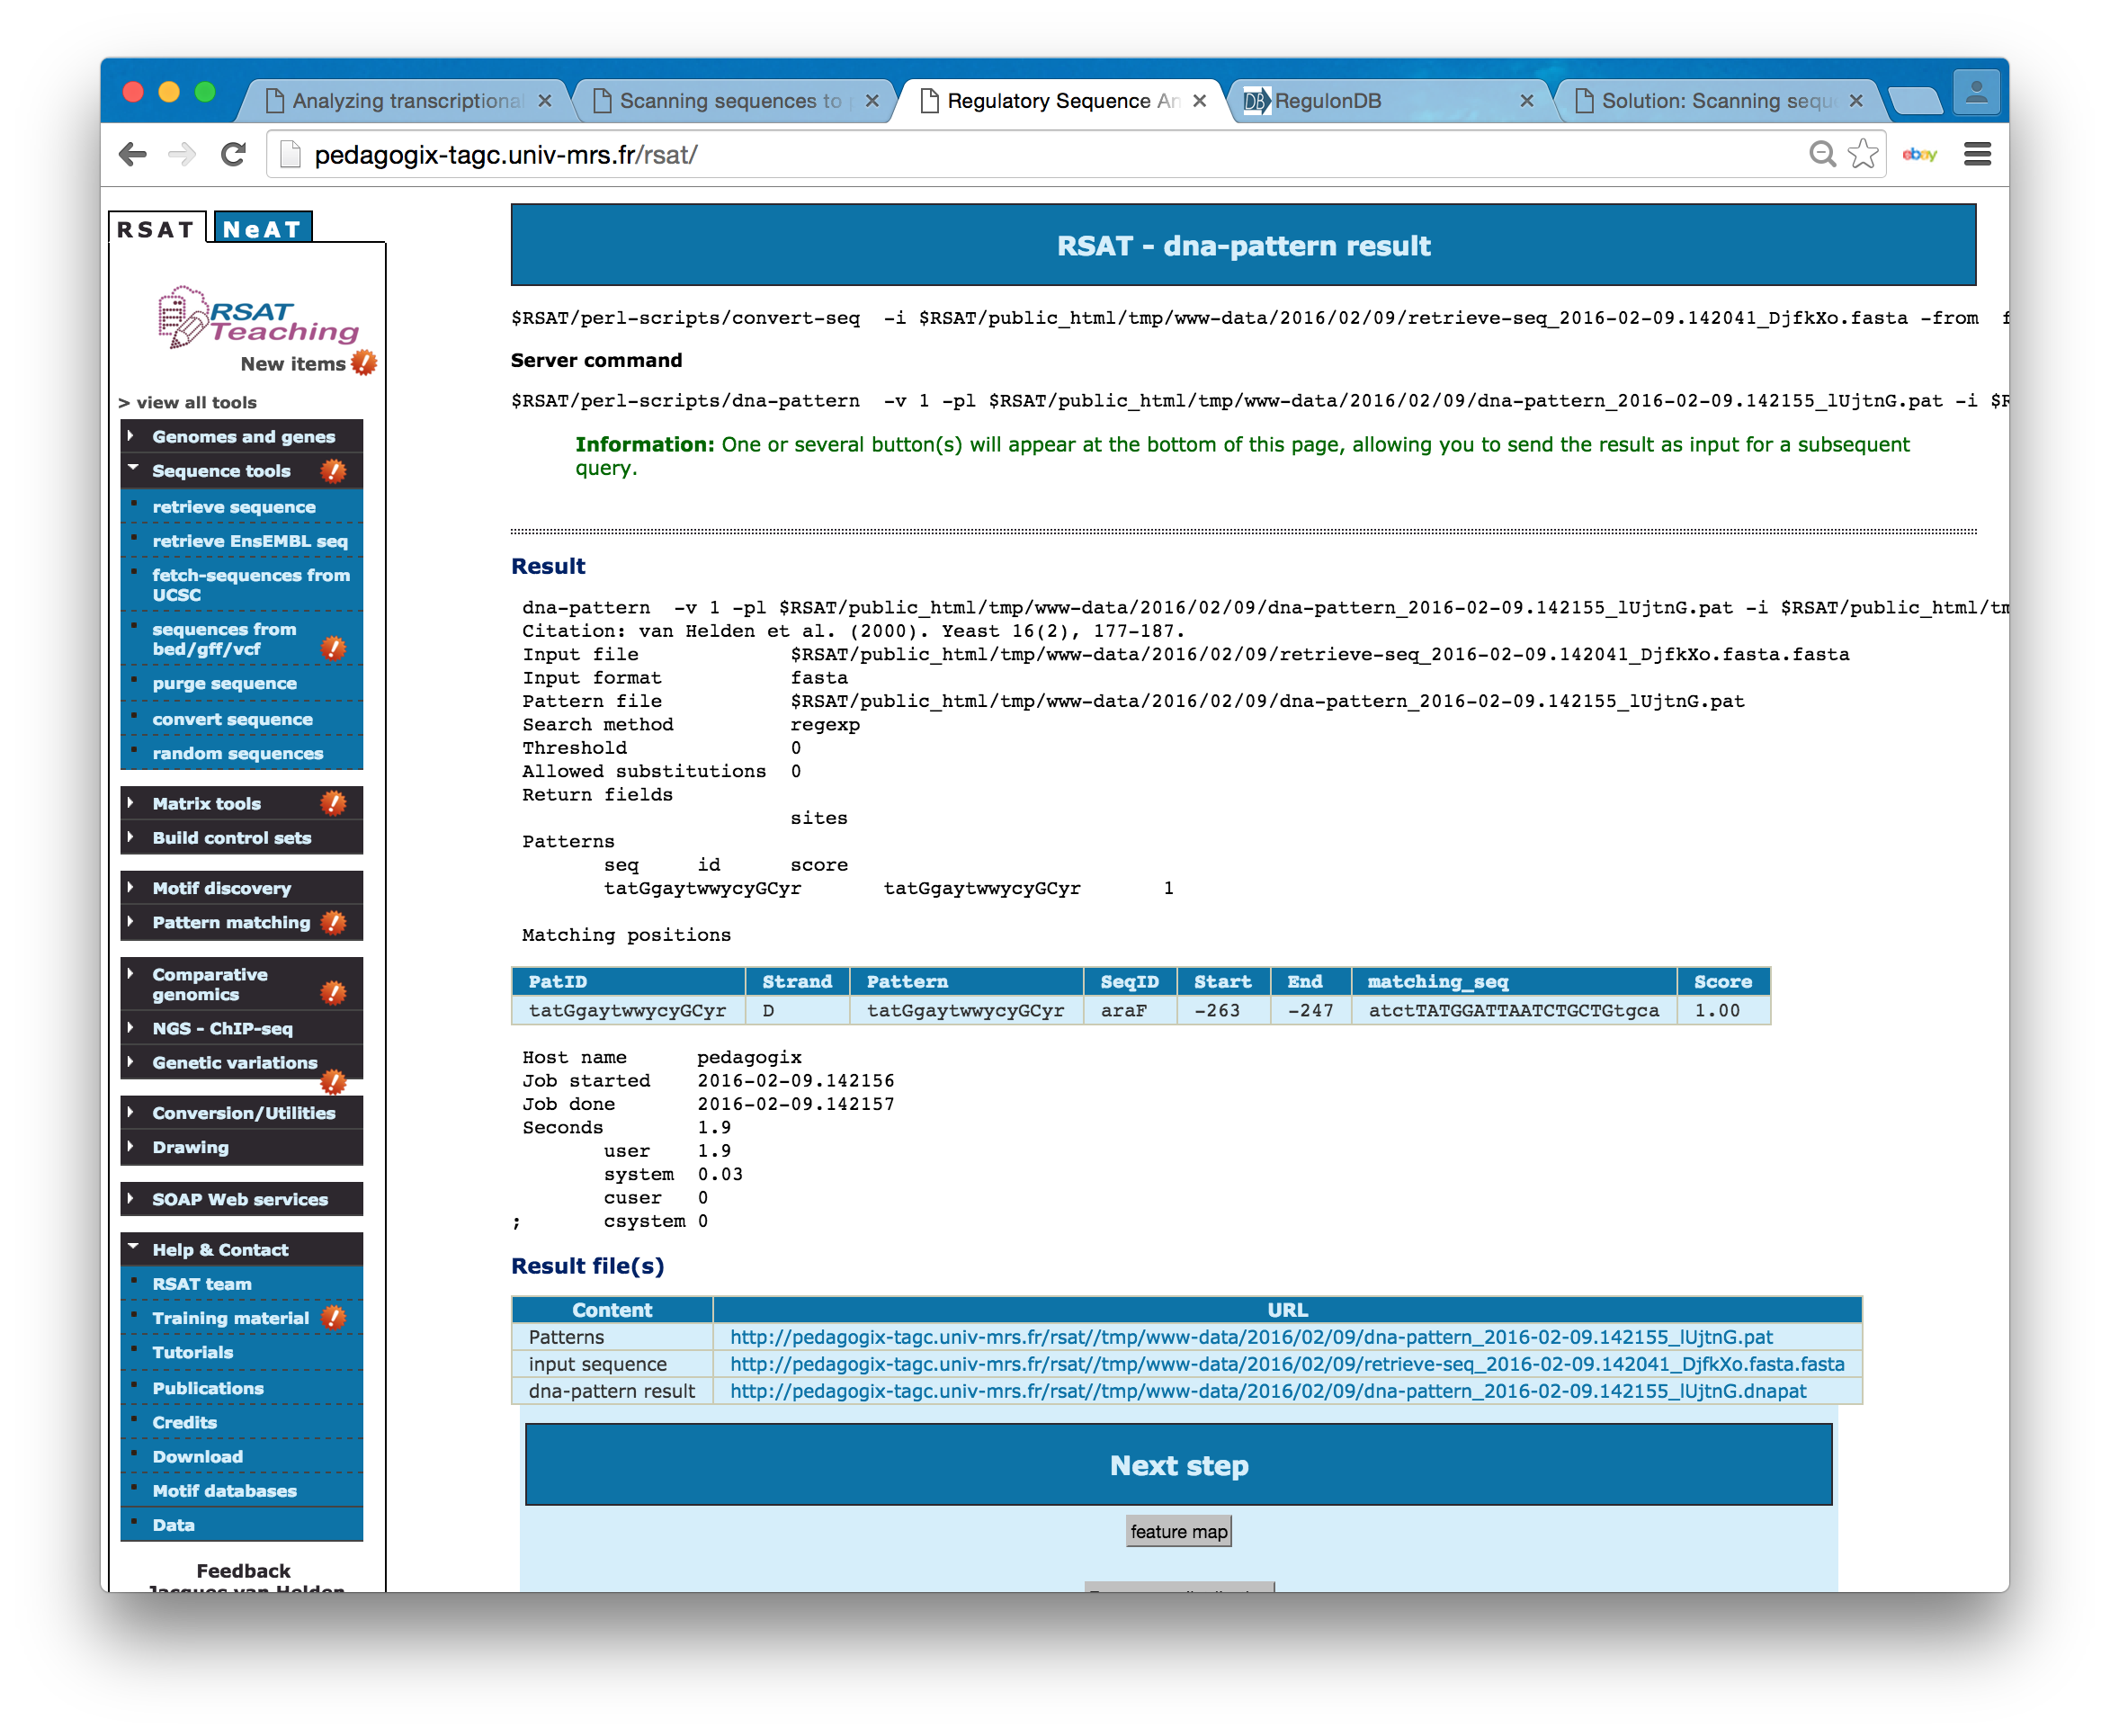 Analyzing transcriptional
Scanning sequences to
Regulatory Sequence An
RegulonDB
Solution: Scanning sequ
pedagogix-tagc.univ-mrs.fr/rsat/
ebay
RSAT
NeAT
RSAT
Teaching
New items
> view all tools
Genomes and genes
Sequence tools
retrieve sequence
retrieve EnsEMBL seq
fetch-sequences from
UCSC
sequences from
bed/gff/vcf
purge sequence
convert sequence
random sequences
Matrix tools
Build control sets
Motif discovery
Pattern matching
Comparative
genomics
NGS - ChIP-seq
Genetic variations
Conversion/Utilities
Drawing
SOAP Web services
Help & Contact
RSAT team
Training material
Tutorials
Publications
Credits
Download
Motif databases
Data
Feedback
Jacques van Helden
RSAT - dna-pattern result
$RSAT/perl-scripts/convert-seq -i $RSAT/public_html/tmp/www-data/2016/02/09/retrieve-seq_2016-02-09.142041_DjfkXo.fasta -from f
Server command
$RSAT/perl-scripts/dna-pattern -v 1 -pl $RSAT/public_html/tmp/www-data/2016/02/09/dna-pattern_2016-02-09.142155_lUjtnG.pat -i $R
Information: One or several button(s) will appear at the bottom of this page, allowing you to send the result as input for a subsequent
query.
Result
dna-pattern -v 1 -pl $RSAT/public_html/tmp/www-data/2016/02/09/dna-pattern_2016-02-09.142155_lUjtnG.pat -i $RSAT/public_html/tm
Citation: van Helden et al. (2000). Yeast 16(2), 177-187.
Input file $RSAT/public_html/tmp/www-data/2016/02/09/retrieve-seq_2016-02-09.142041_DjfkXo.fasta.fasta
Input format fasta
Pattern file $RSAT/public_html/tmp/www-data/2016/02/09/dna-pattern_2016-02-09.142155_lUjtnG.pat
Search method regexp
Threshold 0
Allowed substitutions 0
Return fields
sites
Patterns
seq id score
tatGgaytwwycyGCyr tatGgaytwwycyGCyr 1
Matching positions
PatID Strand Pattern SeqID Start End matching_seq Score
tatGgaytwwycyGCyr D tatGgaytwwycyGCyr araF -263 -247 atctTATGGATTAATCTGCTGtgca 1.00
Host name pedagogix
Job started 2016-02-09.142156
Job done 2016-02-09.142157
Seconds 1.9
user 1.9
system 0.03
cuser 0
; csystem 0
Result file(s)
Content URL
Patterns http://pedagogix-tagc.univ-mrs.fr/rsat//tmp/www-data/2016/02/09/dna-pattern_2016-02-09.142155_lUjtnG.pat
input sequence http://pedagogix-tagc.univ-mrs.fr/rsat//tmp/www-data/2016/02/09/retrieve-seq_2016-02-09.142041_DjfkXo.fasta.fasta
dna-pattern result http://pedagogix-tagc.univ-mrs.fr/rsat//tmp/www-data/2016/02/09/dna-pattern_2016-02-09.142155_lUjtnG.dnapat
Next step
feature map